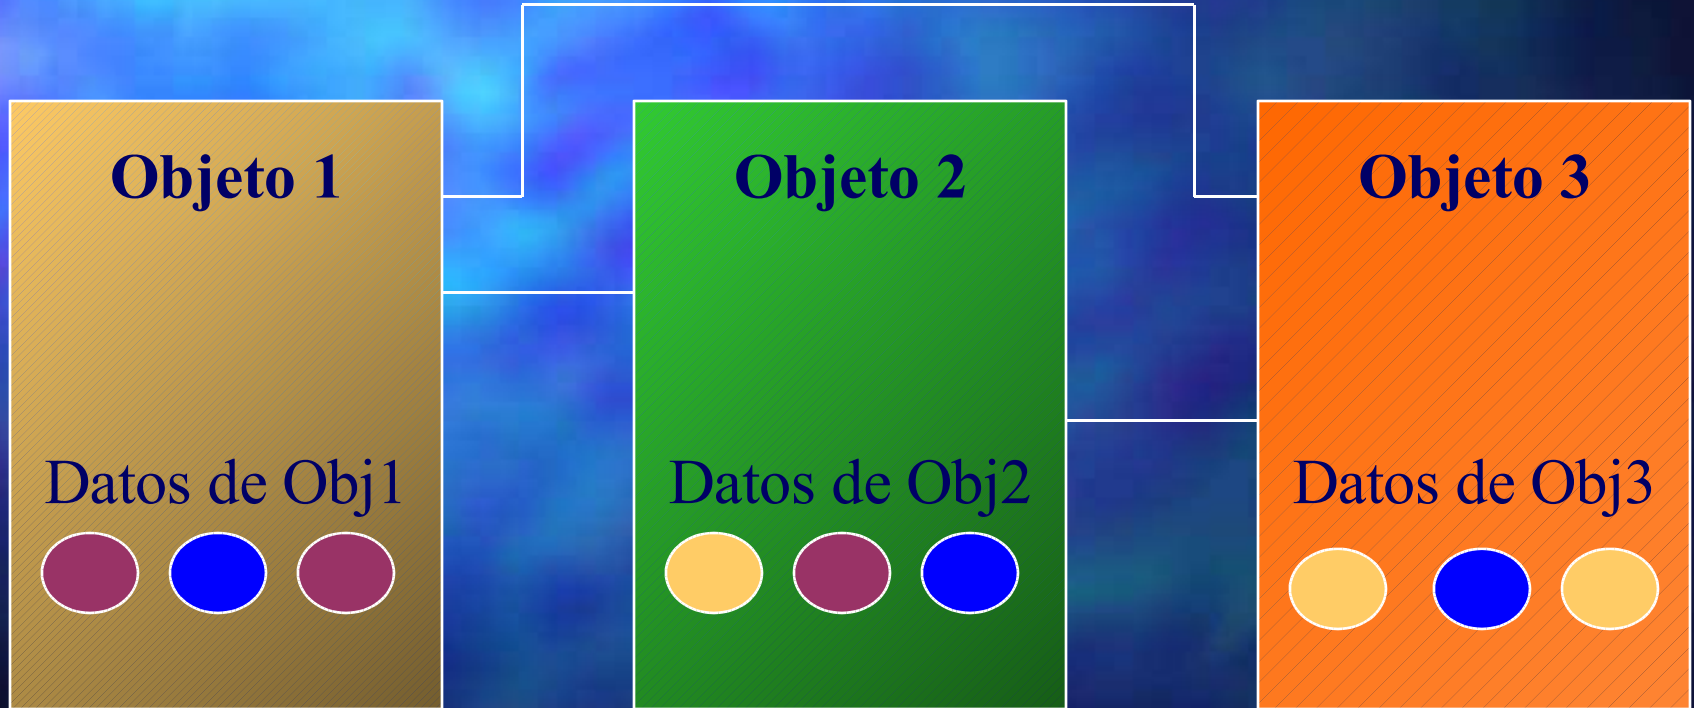 Objeto 1
Datos de Obj1
Objeto 2
Datos de Obj2
Objeto 3
Datos de Obj3